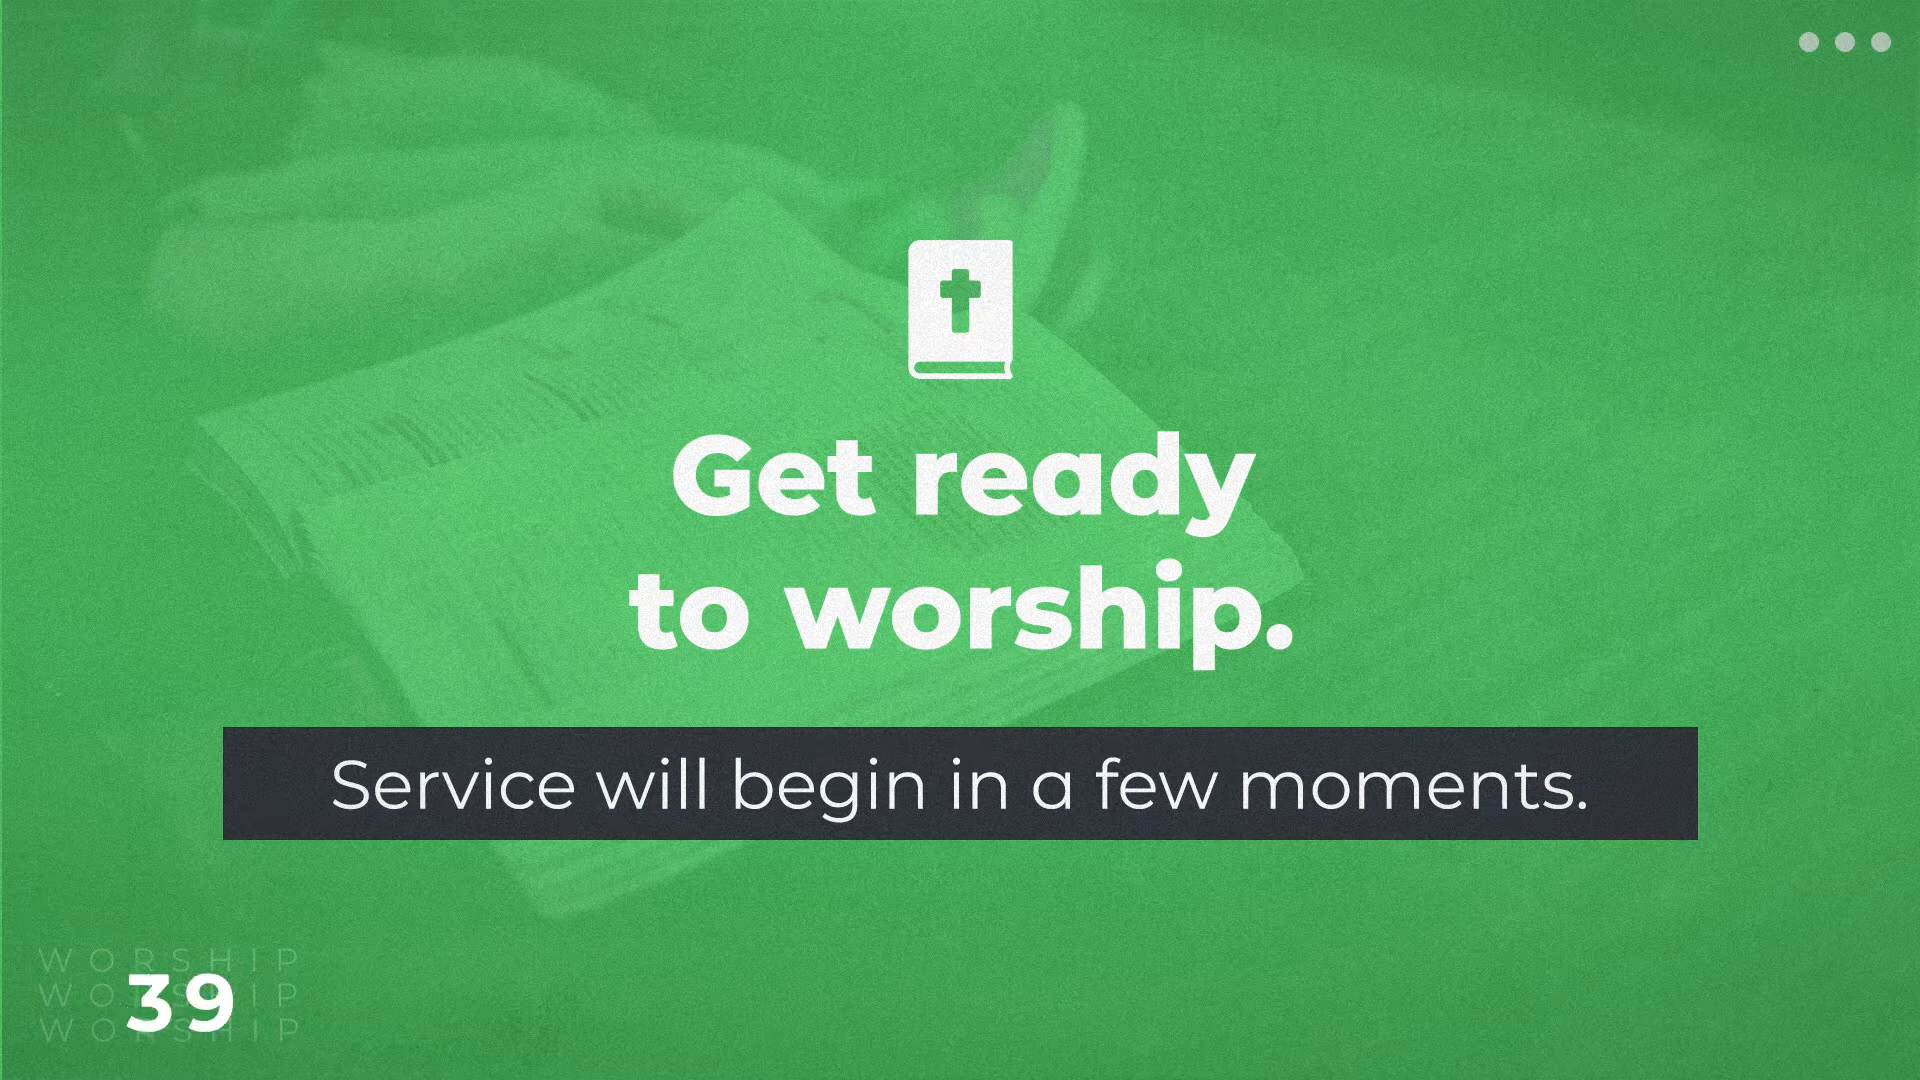 Get ready
to worship.
Service will begin in a few moments.
WORSHIP
WORSHIP
WORSHIP
39